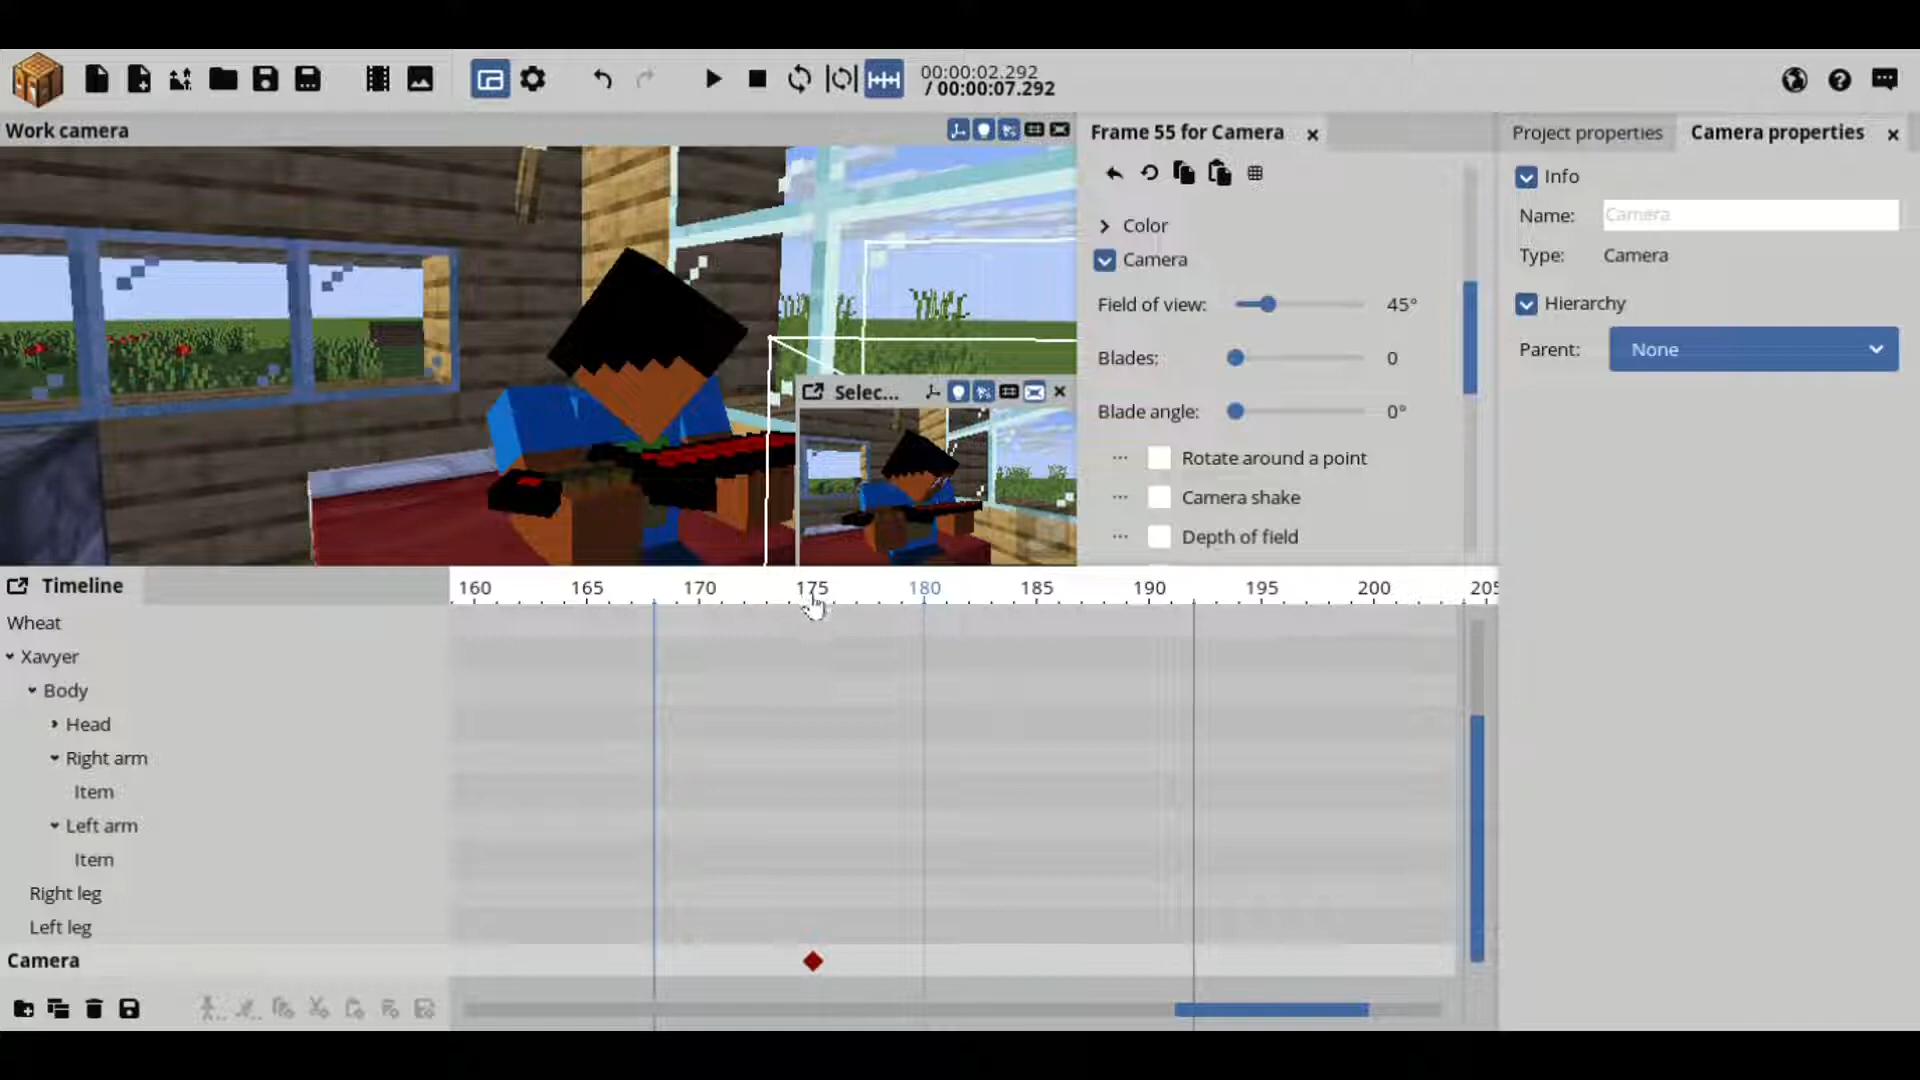 00:00:02.292
/ 00:00:07.292
Work camera
Frame 55 for Camera
Project properties
Camera properties
Info
Name: Camera
Type: Camera
Hierarchy
Parent: None
Color
Camera
Field of view: 45°
Blades: 0
Blade angle: 0°
Rotate around a point
Camera shake
Depth of field
Selec...
Timeline
160 165 170 175 180 185 190 195 200 205
Wheat
Xavyer
Body
Head
Right arm
Item
Left arm
Item
Right leg
Left leg
Camera